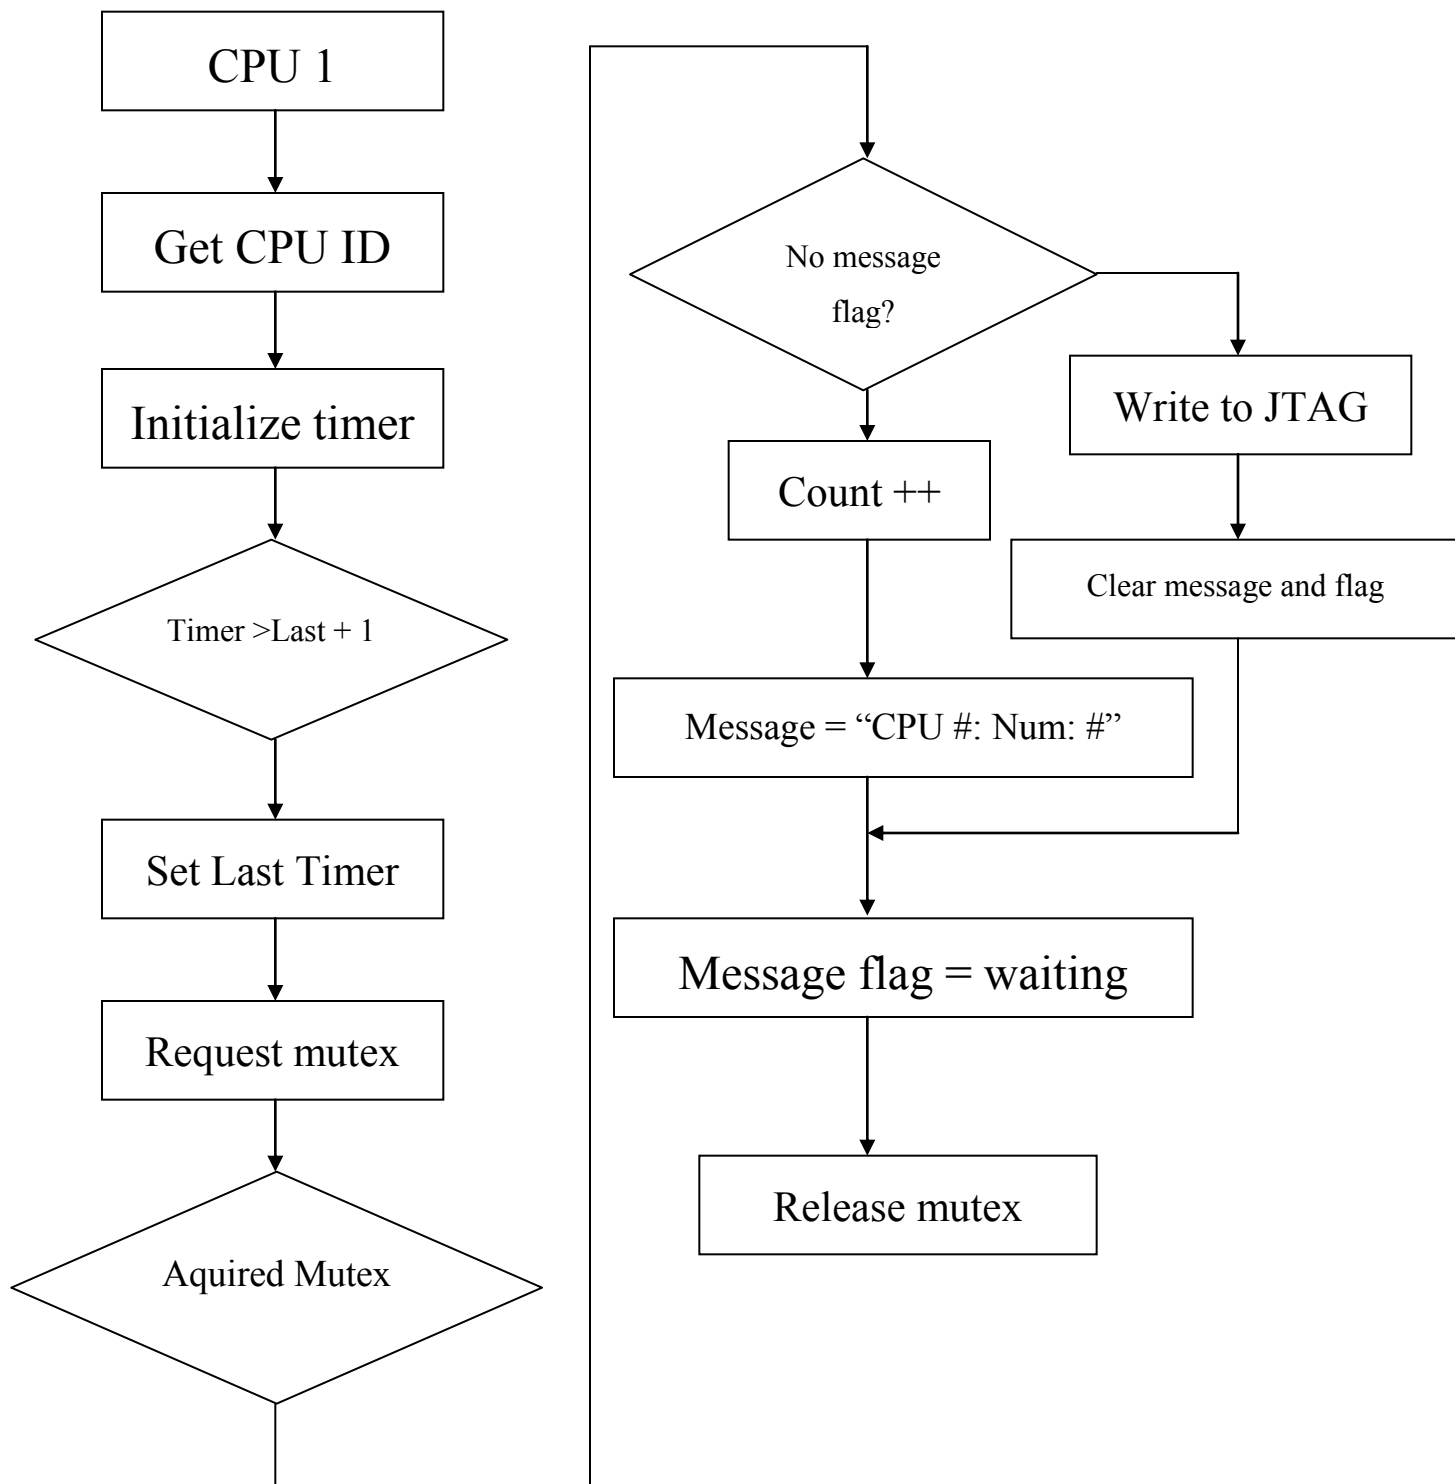 CPU 1
Get CPU ID
Initialize timer
Timer >Last + 1
Set Last Timer
Request mutex
Aquired Mutex
No message
flag?
Write to JTAG
Count ++
Clear message and flag
Message = “CPU #: Num: #”
Message flag = waiting
Release mutex